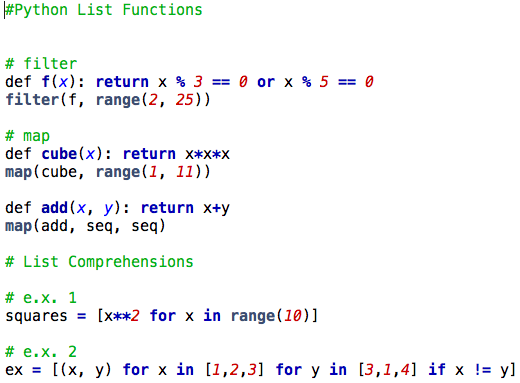 #Python List Functions
# filter
def f(x): return x % 3 == 0 or x % 5 == 0
filter(f, range(2, 25))
# map
def cube(x): return x*x*x
map(cube, range(1, 11))
def add(x, y): return x+y
map(add, seq, seq)
# List Comprehensions
# e.x. 1
squares = [x**2 for x in range(10)]
# e.x. 2
ex = [(x, y) for x in [1,2,3] for y in [3,1,4] if x != y]